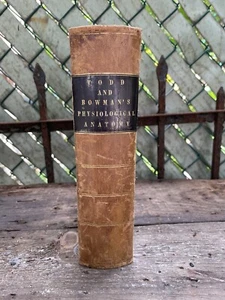 TODD
AND
BOWMAN'S
PHYSIOLOGICAL
ANATOMY